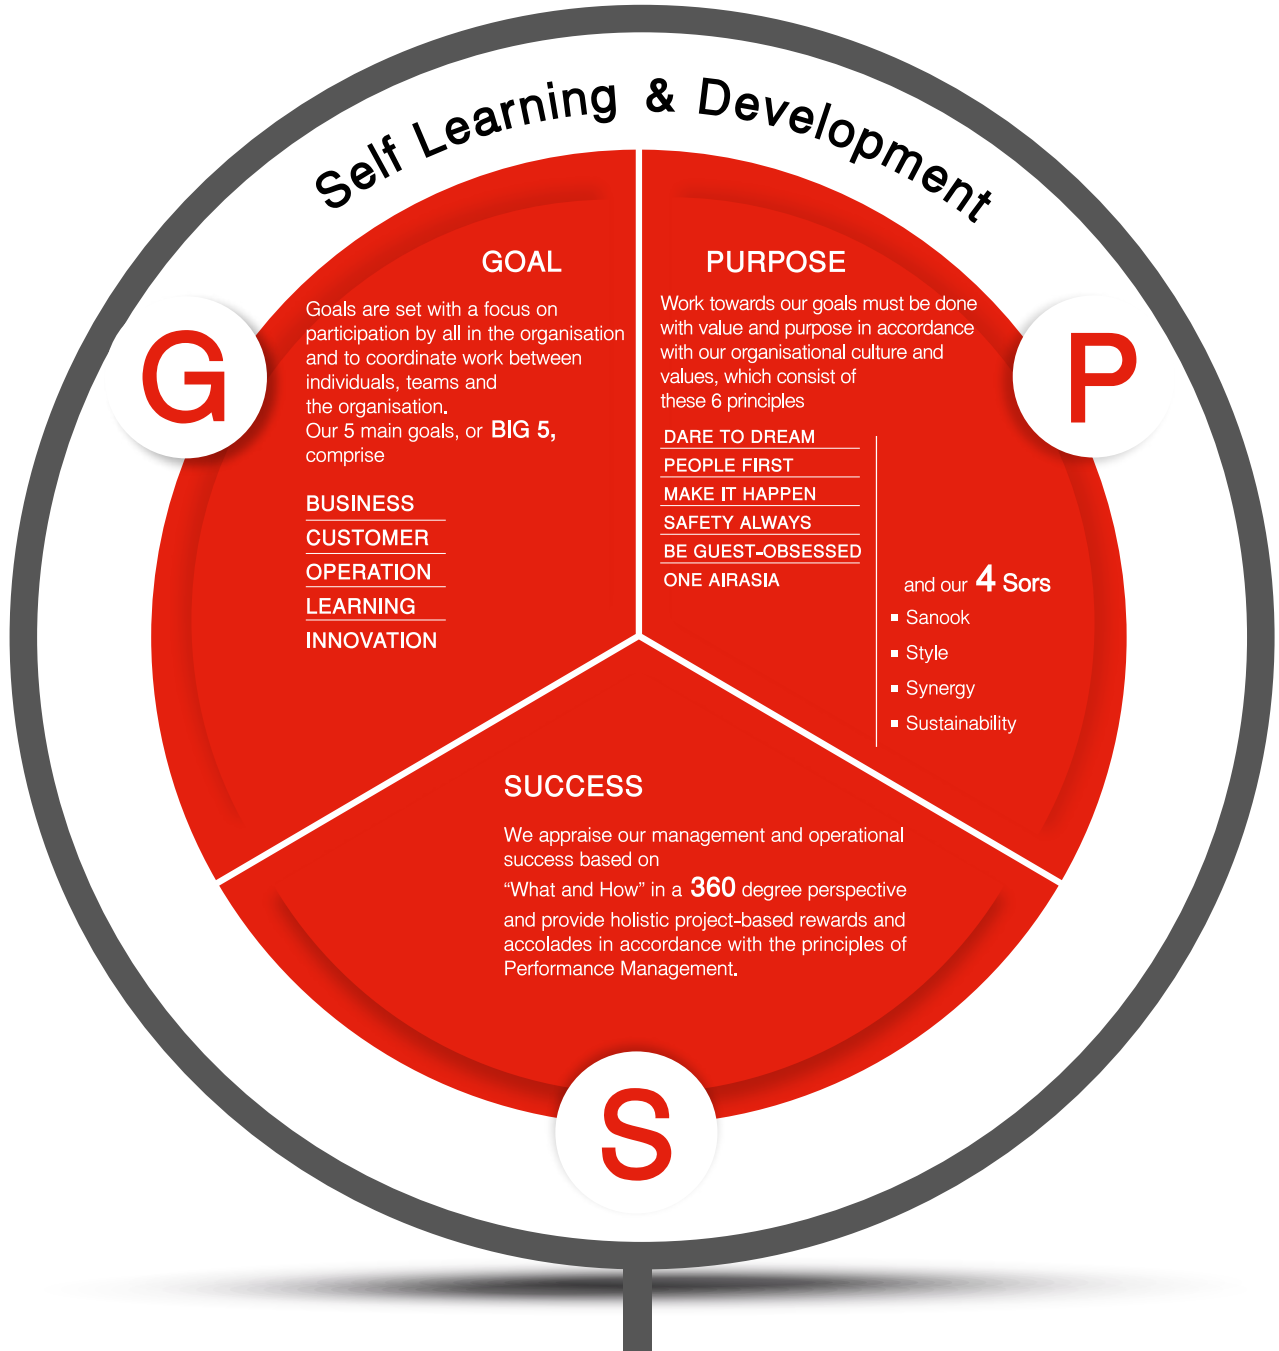 Self Learning & Development
G
GOAL
Goals are set with a focus on
participation by all in the organisation
and to coordinate work between
individuals, teams and
the organisation.
Our 5 main goals, or BIG 5,
comprise
BUSINESS
CUSTOMER
OPERATION
LEARNING
INNOVATION
P
PURPOSE
Work towards our goals must be done
with value and purpose in accordance
with our organisational culture and
values, which consist of
these 6 principles
DARE TO DREAM
PEOPLE FIRST
MAKE IT HAPPEN
SAFETY ALWAYS
BE GUEST-OBSESSED
ONE AIRASIA
and our 4 Sors
▪ Sanook
▪ Style
▪ Synergy
▪ Sustainability
SUCCESS
We appraise our management and operational
success based on
“What and How” in a 360 degree perspective
and provide holistic project-based rewards and
accolades in accordance with the principles of
Performance Management.
S